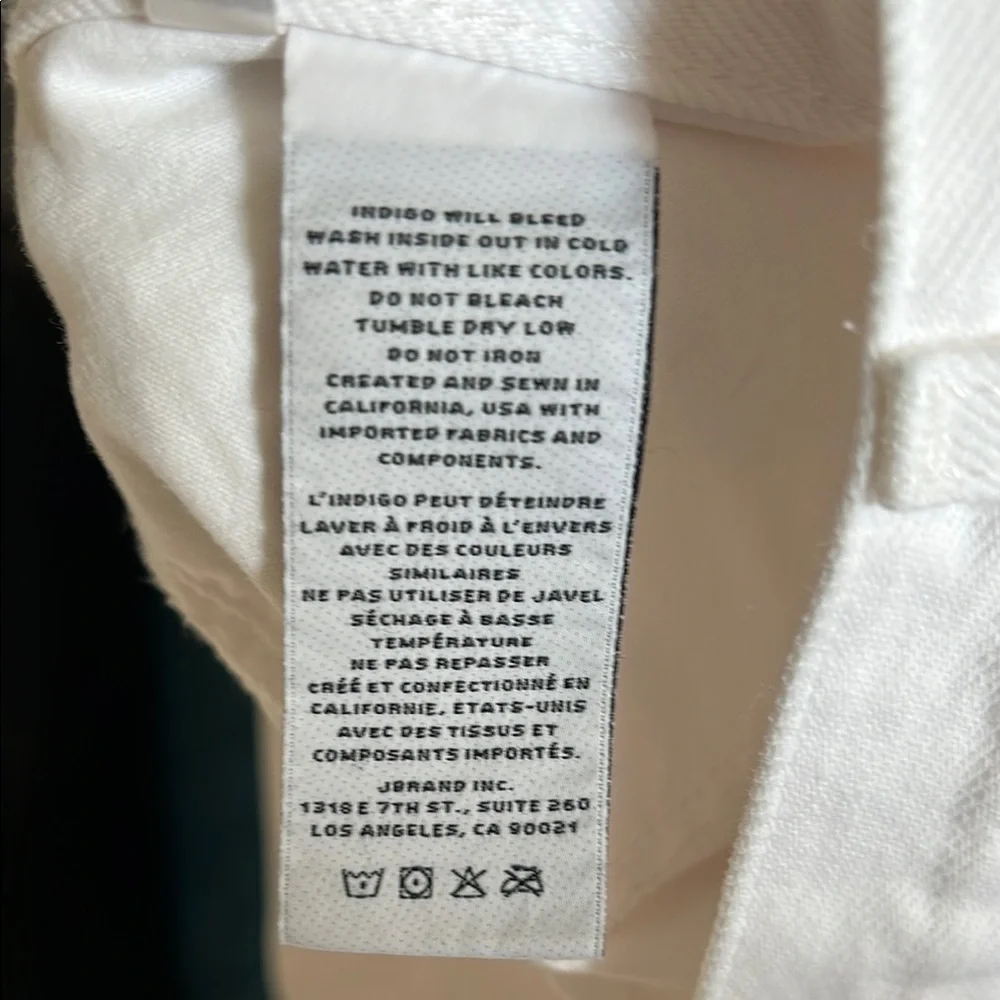 INDIGO WILL BLEED
WASH INSIDE OUT IN COLD
WATER WITH LIKE COLORS.
DO NOT BLEACH
TUMBLE DRY LOW
DO NOT IRON
CREATED AND SEWN IN
CALIFORNIA, USA WITH
IMPORTED FABRICS AND
COMPONENTS.
L'INDIGO PEUT DÉTEINDRE
LAVER À FROID À L'ENVERS
AVEC DES COULEURS
SIMILAIRES
NE PAS UTILISER DE JAVEL
SÉCHAGE À BASSE
TEMPÉRATURE
NE PAS REPASSER
CRÉÉ ET CONFECTIONNÉ EN
CALIFORNIE, ÉTATS-UNIS
AVEC DES TISSUS ET
COMPOSANTS IMPORTÉS.
JBRAND INC.
1318 E 7TH ST., SUITE 260
LOS ANGELES, CA 90021